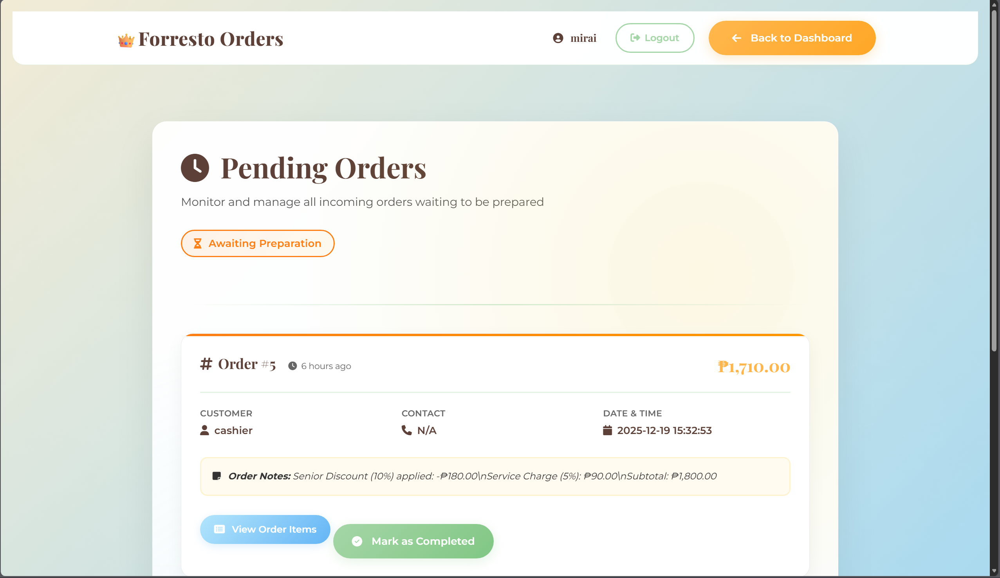 Forresto Orders
mirai
Logout
Back to Dashboard
Pending Orders
Monitor and manage all incoming orders waiting to be prepared
Awaiting Preparation
# Order #5
6 hours ago
₱1,710.00
CUSTOMER
cashier
CONTACT
N/A
DATE & TIME
2025-12-19 15:32:53
Order Notes: Senior Discount (10%) applied: -₱180.00\nService Charge (5%): ₱90.00\nSubtotal: ₱1,800.00
View Order Items
Mark as Completed